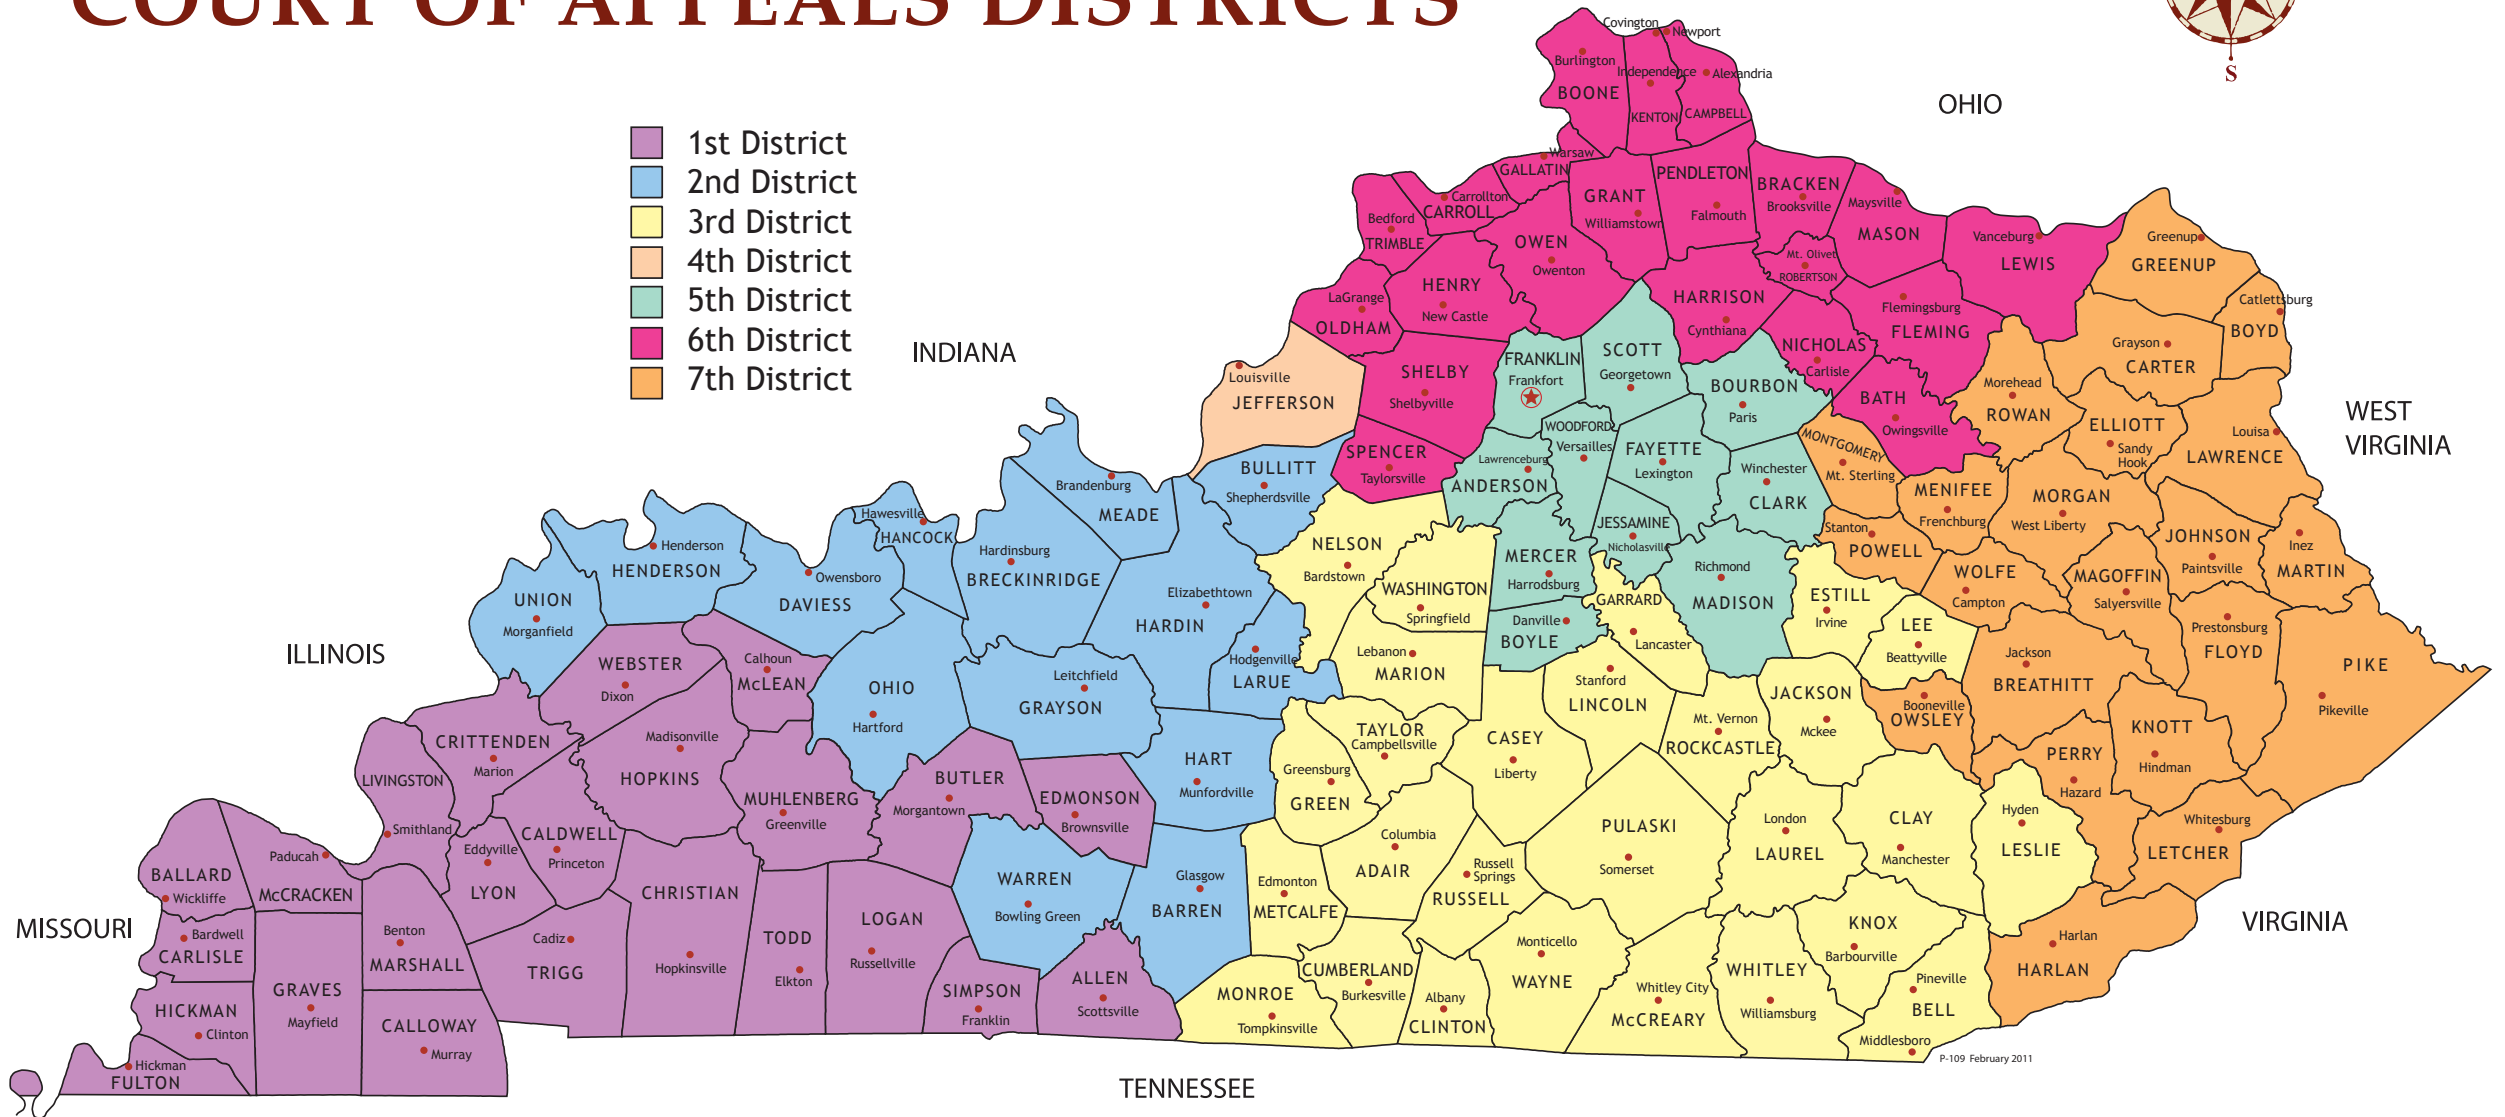 COURT OF APPEALS DISTRICTS
S
1st District
2nd District
3rd District
4th District
5th District
6th District
7th District
OHIO
INDIANA
ILLINOIS
MISSOURI
TENNESSEE
VIRGINIA
WEST
VIRGINIA
Covington
Newport
Burlington
Independence
Alexandria
BOONE
KENTON
CAMPBELL
Warsaw
GALLATIN
GRANT
Williamstown
PENDLETON
Falmouth
BRACKEN
Brooksville
Maysville
MASON
Carrollton
CARROLL
Bedford
TRIMBLE
OWEN
Owenton
Mt. Olivet
ROBERTSON
Vanceburg
LEWIS
Greenup
GREENUP
LaGrange
OLDHAM
HENRY
New Castle
HARRISON
Cynthiana
Flemingsburg
FLEMING
Catlettsburg
BOYD
Grayson
CARTER
Louisville
JEFFERSON
SHELBY
Shelbyville
FRANKLIN
Frankfort
SCOTT
Georgetown
NICHOLAS
Carlisle
BOURBON
Paris
BATH
Owingsville
Morehead
ROWAN
ELLIOTT
Sandy
Hook
Louisa
LAWRENCE
SPENCER
Taylorsville
WOODFORD
Versailles
Lawrenceburg
ANDERSON
FAYETTE
Lexington
Winchester
CLARK
MONTGOMERY
Mt. Sterling
MENIFEE
Frenchburg
MORGAN
West Liberty
BULLITT
Shepherdsville
Brandenburg
MEADE
Hawesville
HANCOCK
Hardinsburg
BRECKINRIDGE
Henderson
HENDERSON
Owensboro
DAVIESS
UNION
Morganfield
NELSON
Bardstown
WASHINGTON
Springfield
MERCER
Harrodsburg
JESSAMINE
Nicholasville
Richmond
MADISON
Stanton
POWELL
JOHNSON
Paintsville
Inez
MARTIN
WOLFE
Campton
MAGOFFIN
Salyersville
Prestonsburg
FLOYD
ESTILL
Irvine
LEE
Beattyville
GARRARD
Lancaster
Danville
BOYLE
Elizabethtown
HARDIN
Hodgenville
LARUE
Lebanon
MARION
Stanford
LINCOLN
JACKSON
Mckee
Booneville
OWSLEY
Jackson
BREATHITT
PIKE
Pikeville
WEBSTER
Dixon
Calhoun
McLEAN
OHIO
Hartford
Leitchfield
GRAYSON
CRITTENDEN
Marion
Madisonville
HOPKINS
LIVINGSTON
Smithland
MUHLENBERG
Greenville
BUTLER
Morgantown
EDMONSON
Brownsville
HART
Munfordville
Greensburg
GREEN
TAYLOR
Campbellsville
CASEY
Liberty
Mt. Vernon
ROCKCASTLE
PERRY
Hazard
KNOTT
Hindman
Hyden
LESLIE
Whitesburg
LETCHER
CLAY
Manchester
London
LAUREL
PULASKI
Somerset
Columbia
ADAIR
Russell
Springs
RUSSELL
Edmonton
METCALFE
Glasgow
BARREN
WARREN
Bowling Green
CALDWELL
Princeton
Eddyville
LYON
CHRISTIAN
Hopkinsville
Paducah
McCRACKEN
BALLARD
Wickliffe
Bardwell
CARLISLE
Benton
MARSHALL
Cadiz
TRIGG
TODD
Elkton
LOGAN
Russellville
SIMPSON
Franklin
ALLEN
Scottsville
MONROE
Tompkinsville
CUMBERLAND
Burkesville
Albany
CLINTON
Monticello
WAYNE
Whitley City
McCREARY
WHITLEY
Williamsburg
KNOX
Barbourville
Pineville
BELL
Middlesboro
Harlan
HARLAN
HICKMAN
Clinton
GRAVES
Mayfield
CALLOWAY
Murray
Hickman
FULTON
P-109 February 2011